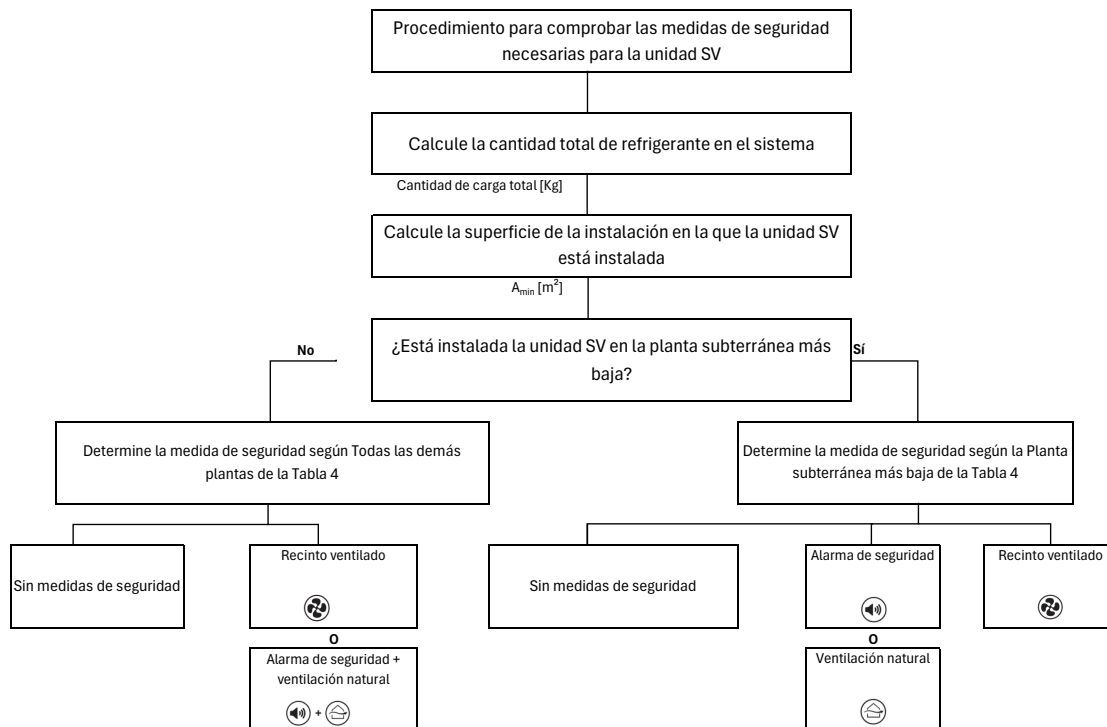 Procedimiento para comprobar las medidas de seguridad
necesarias para la unidad SV
Calcule la cantidad total de refrigerante en el sistema
Cantidad de carga total [Kg]
Calcule la superficie de la instalación en la que la unidad SV
está instalada
Amin [m²]
¿Está instalada la unidad SV en la planta subterránea más
baja?
No
Sí
Determine la medida de seguridad según Todas las demás
plantas de la Tabla 4
Determine la medida de seguridad según la Planta
subterránea más baja de la Tabla 4
Sin medidas de seguridad
Recinto ventilado
O
Alarma de seguridad +
ventilación natural
+
Sin medidas de seguridad
Alarma de seguridad
O
Ventilación natural
Recinto ventilado